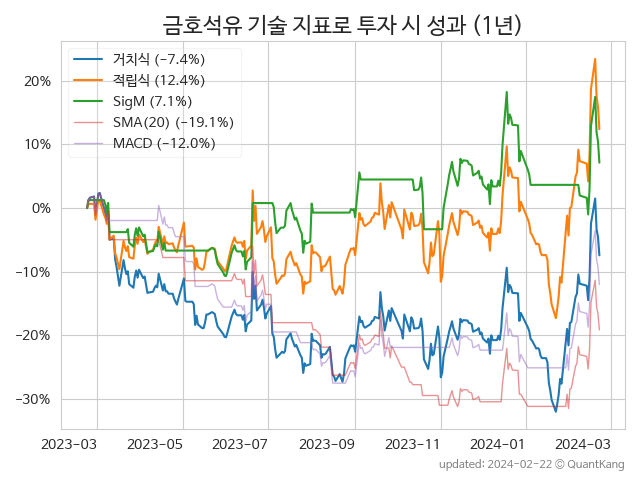 금호석유 기술 지표로 투자 시 성과 (1년)
거치식 (−7.4%)
적립식 (12.4%)
SigM (7.1%)
SMA(20) (−19.1%)
MACD (−12.0%)
20%
10%
0%
−10%
−20%
−30%
2023-03 2023-05 2023-07 2023-09 2023-11 2024-01 2024-03
updated: 2024-02-22 © QuantKang